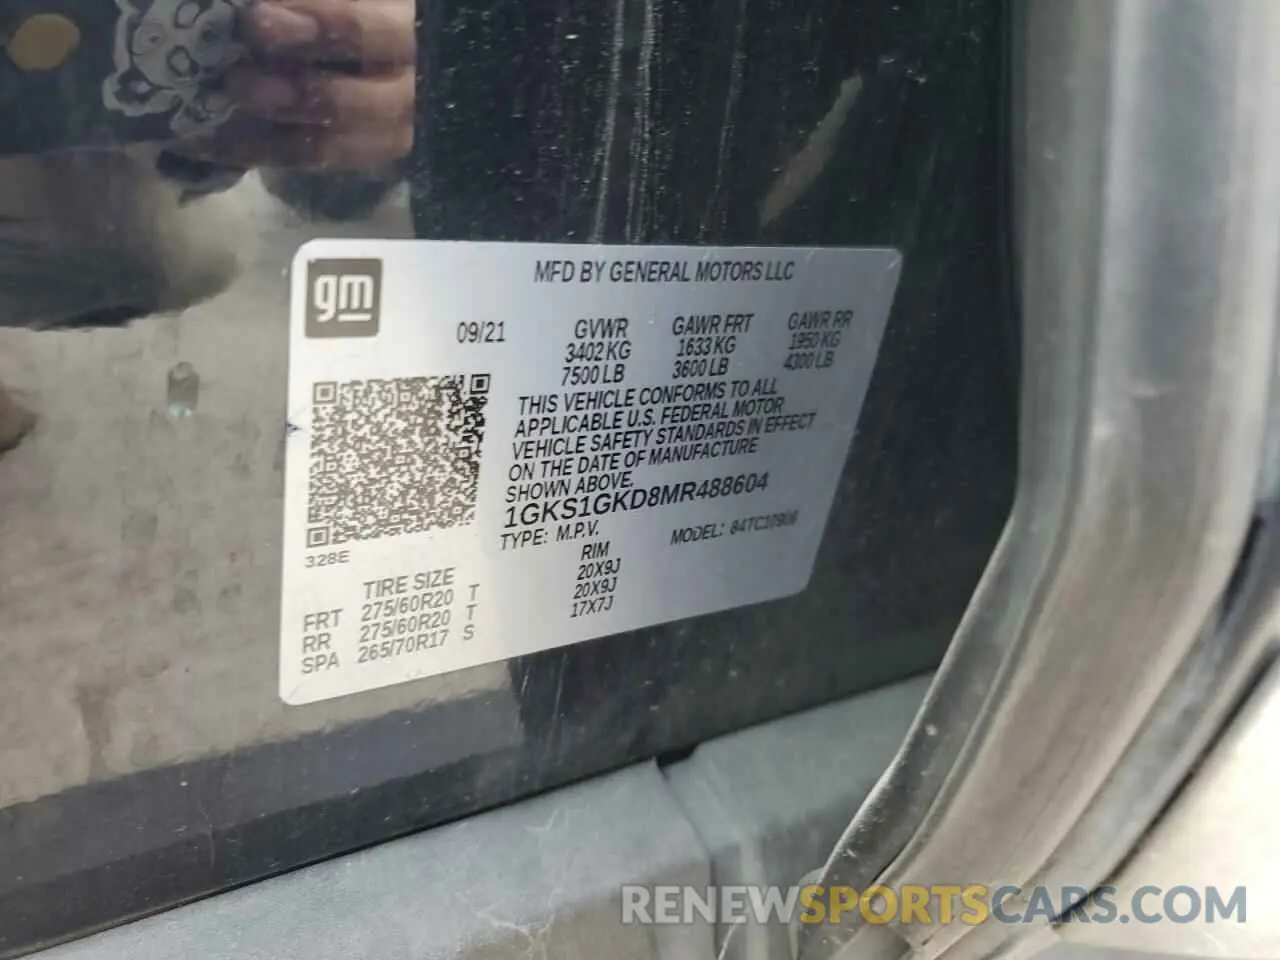 gm
MFD BY GENERAL MOTORS LLC
09/21 GVWR GAWR FRT GAWR RR
3402 KG 1633 KG 1950 KG
7500 LB 3600 LB 4300 LB
THIS VEHICLE CONFORMS TO ALL
APPLICABLE U.S. FEDERAL MOTOR
VEHICLE SAFETY STANDARDS IN EFFECT
ON THE DATE OF MANUFACTURE
SHOWN ABOVE.
1GKS1GKD8MR488604
TYPE: M.P.V. MODEL:
328E
TIRE SIZE RIM
FRT 275/60R20 T 20X9J
RR 275/60R20 T 20X9J
SPA 265/70R17 S 17X7J
RENEWSPORTSCARS.COM